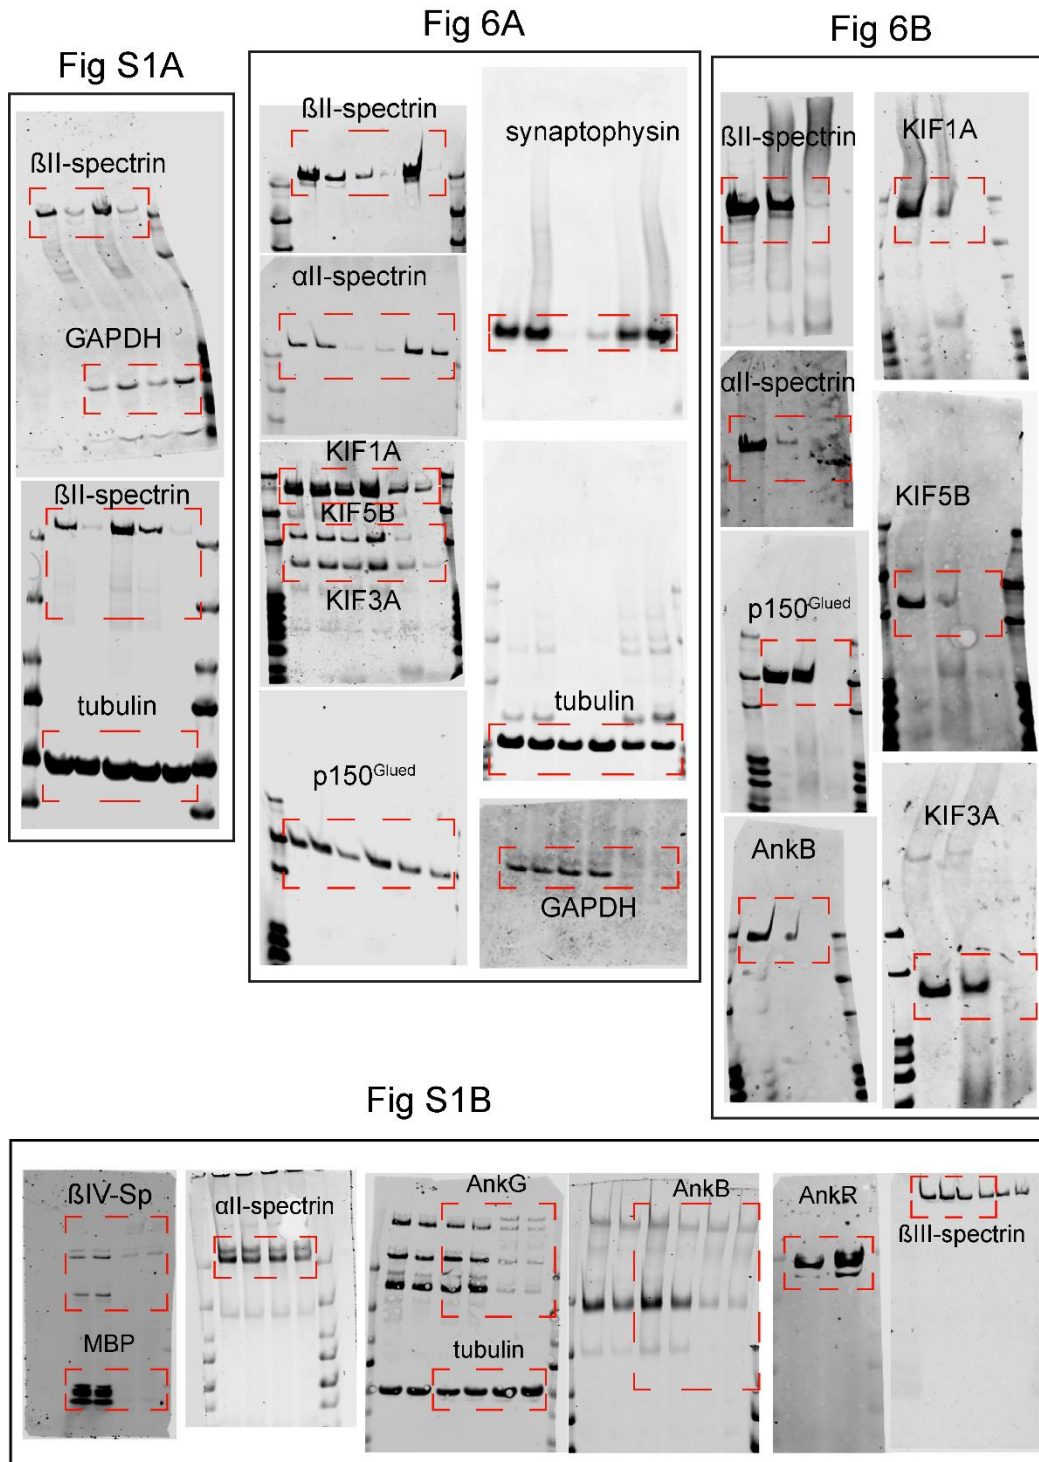 Fig S1A
ßII-spectrin
GAPDH
ßII-spectrin
tubulin
Fig 6A
ßII-spectrin
αII-spectrin
KIF1A
KIF5B
KIF3A
p150Glued
synaptophysin
tubulin
GAPDH
Fig 6B
ßII-spectrin
αII-spectrin
p150Glued
AnkB
KIF1A
KIF5B
KIF3A
Fig S1B
ßIV-Sp
MBP
αII-spectrin
AnkG
tubulin
AnkB
AnkR
ßIII-spectrin